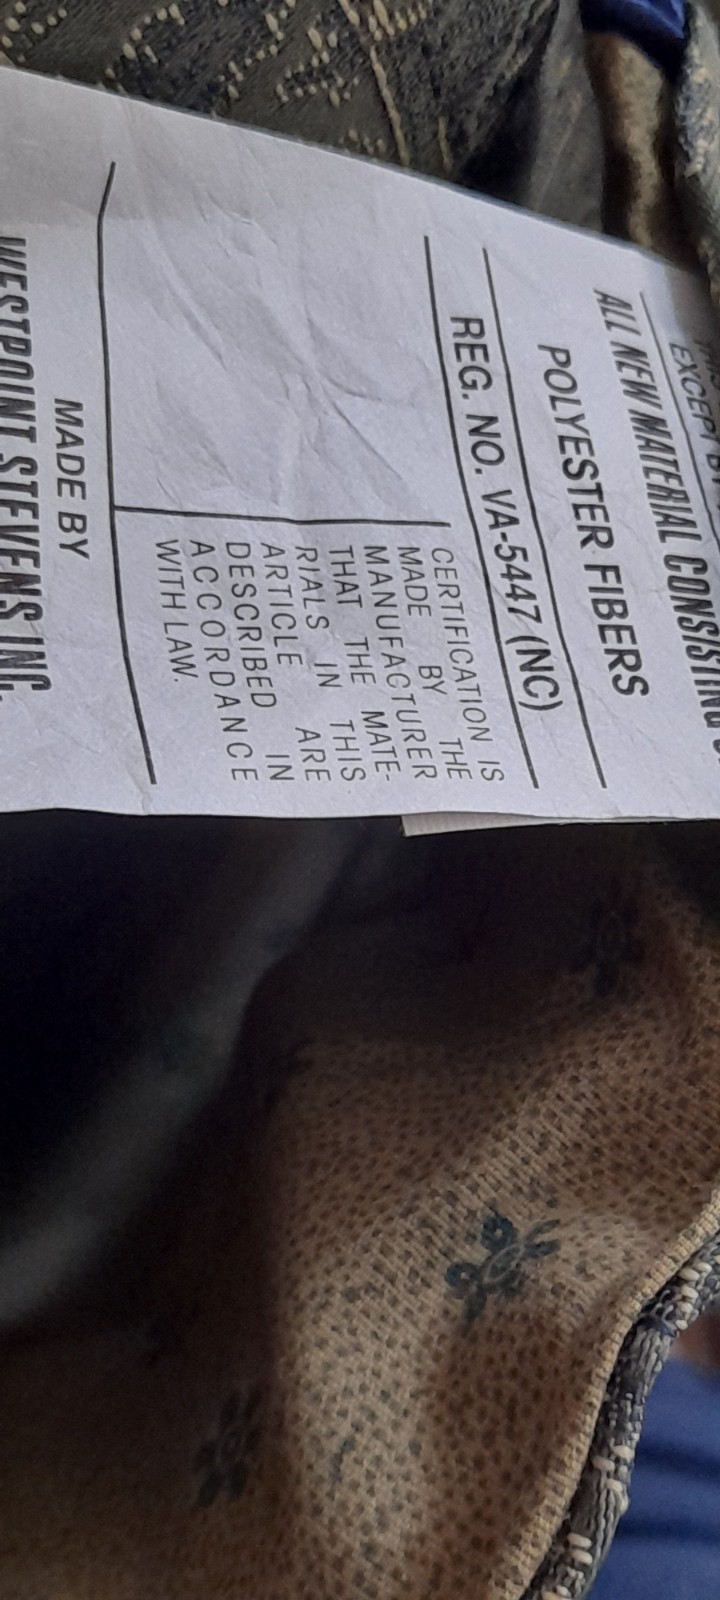 EXCEPT B
ALL NEW MATERIAL CONSISTING
POLYESTER FIBERS
REG. NO. VA-5447 (NC)
CERTIFICATION IS
MADE BY THE
MANUFACTURER
THAT THE MATE-
RIALS IN THIS
ARTICLE ARE
DESCRIBED IN
ACCORDANCE
WITH LAW.
MADE BY
WESTPOINT STEVENS INC.